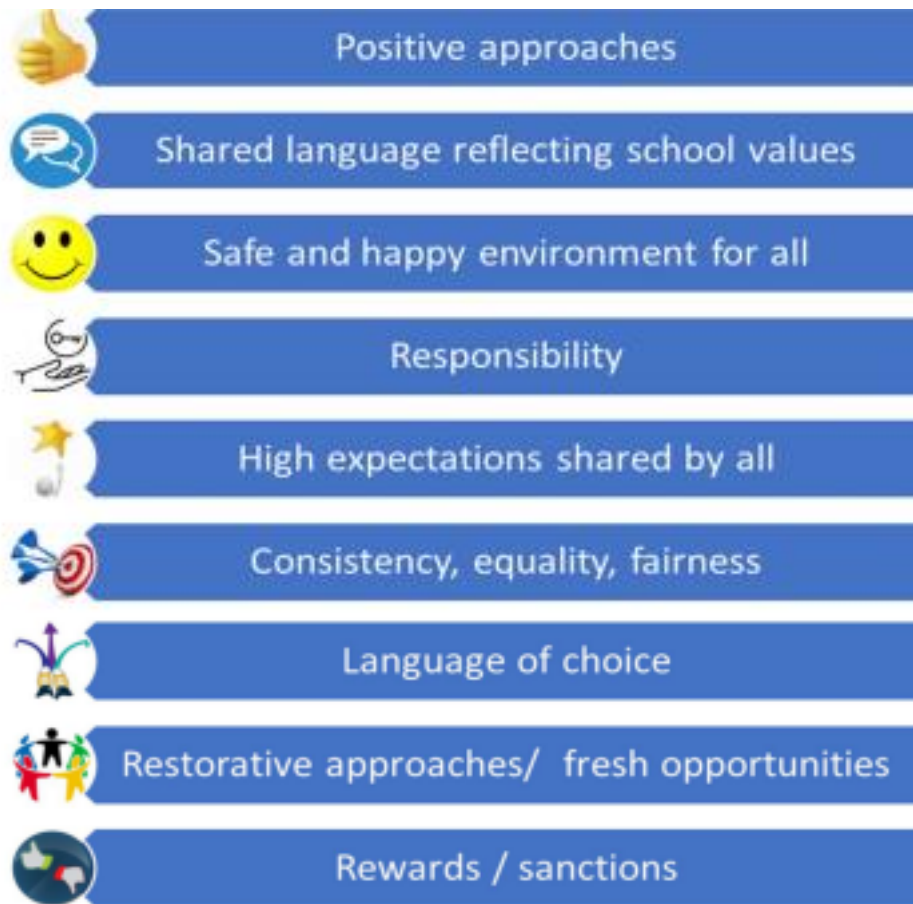 Positive approaches
Shared language reflecting school values
Safe and happy environment for all
Responsibility
High expectations shared by all
Consistency, equality, fairness
Language of choice
Restorative approaches/ fresh opportunities
Rewards / sanctions